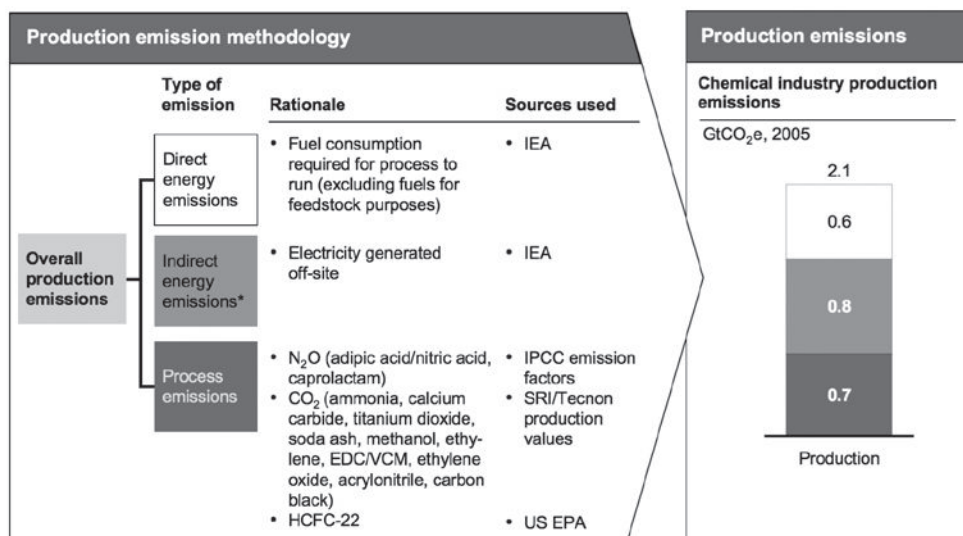 Production emission methodology
Type of
emission
Rationale
Sources used
Overall
production
emissions
Direct
energy
emissions
• Fuel consumption
required for process to
run (excluding fuels for
feedstock purposes)
• IEA
Indirect
energy
emissions*
• Electricity generated
off-site
• IEA
Process
emissions
• N₂O (adipic acid/nitric acid,
caprolactam)
• CO₂ (ammonia, calcium
carbide, titanium dioxide,
soda ash, methanol, ethy-
lene, EDC/VCM, ethylene
oxide, acrylonitrile, carbon
black)
• HCFC-22
• IPCC emission
factors
• SRI/Tecnon
production
values
• US EPA
Production emissions
Chemical industry production
emissions
GtCO₂e, 2005
2.1
0.6
0.8
0.7
Production